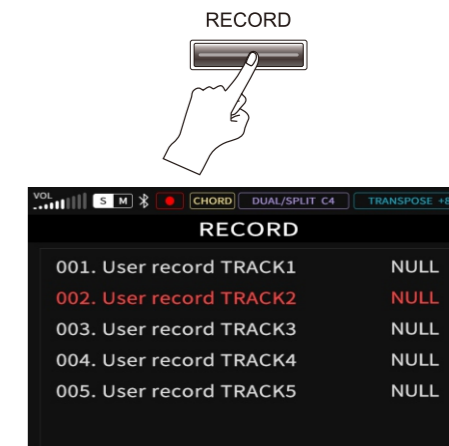 RECORD
VOL S M CHORD DUAL/SPLIT C4 TRANSPOSE +8
RECORD
001. User record TRACK1 NULL
002. User record TRACK2 NULL
003. User record TRACK3 NULL
004. User record TRACK4 NULL
005. User record TRACK5 NULL